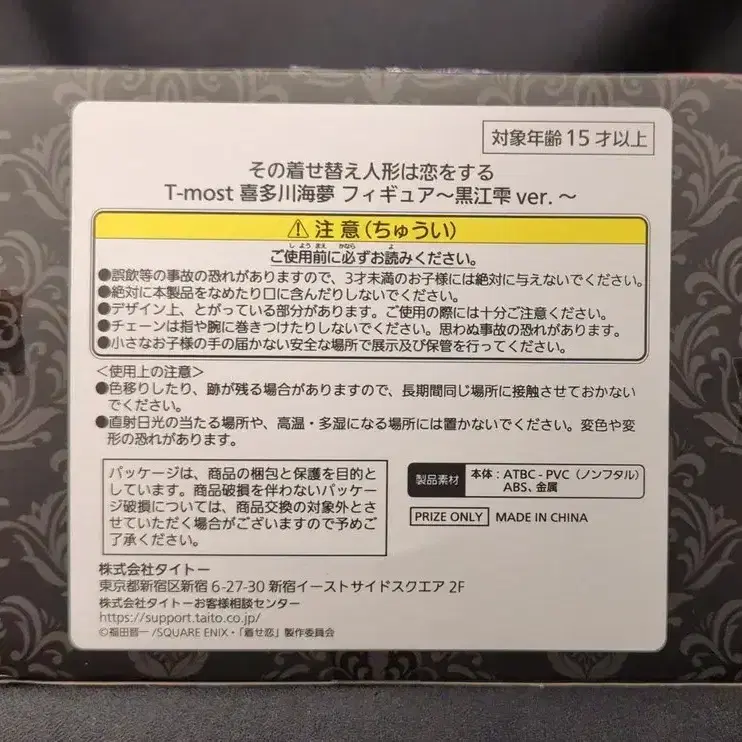 対象年齢 15 才以上
その着せ替え人形は恋をする
T-most 喜多川海夢 フィギュア～黒江雫 ver. ～
⚠ 注意(ちゅうい)
しようまえ かなら よ
ご使用前に必ずお読みください。
●誤飲等の事故の恐れがありますので、3才未満のお子様には絶対に与えないでください。
●絶対に本製品をなめたり口に含んだりしないでください。
●デザイン上、とがっている部分があります。ご使用の際には十分ご注意ください。
●チェーンは指や腕に巻きつけたりしないでください。思わぬ事故の恐れがあります。
●小さなお子様の手の届かない安全な場所で展示及び保管を行ってください。
＜使用上の注意＞
●色移りしたり、跡が残る場合がありますので、長期間同じ場所に接触させておかない
でください。
●直射日光の当たる場所や、高温・多湿になる場所には置かないでください。変色や変
形の恐れがあります。
パッケージは、商品の梱包と保護を目的と
しています。商品破損を伴わないパッケー
ジ破損については、商品交換の対象外とさ
せていただく場合がございますので予めご
了承ください。
製品素材 本体：ATBC - PVC（ノンフタル）
ABS、金属
PRIZE ONLY MADE IN CHINA
株式会社タイトー
東京都新宿区新宿 6-27-30 新宿イーストサイドスクエア 2F
株式会社タイトーお客様相談センター
https://support.taito.co.jp/
©福田晋一/SQUARE ENIX・「着せ恋」製作委員会